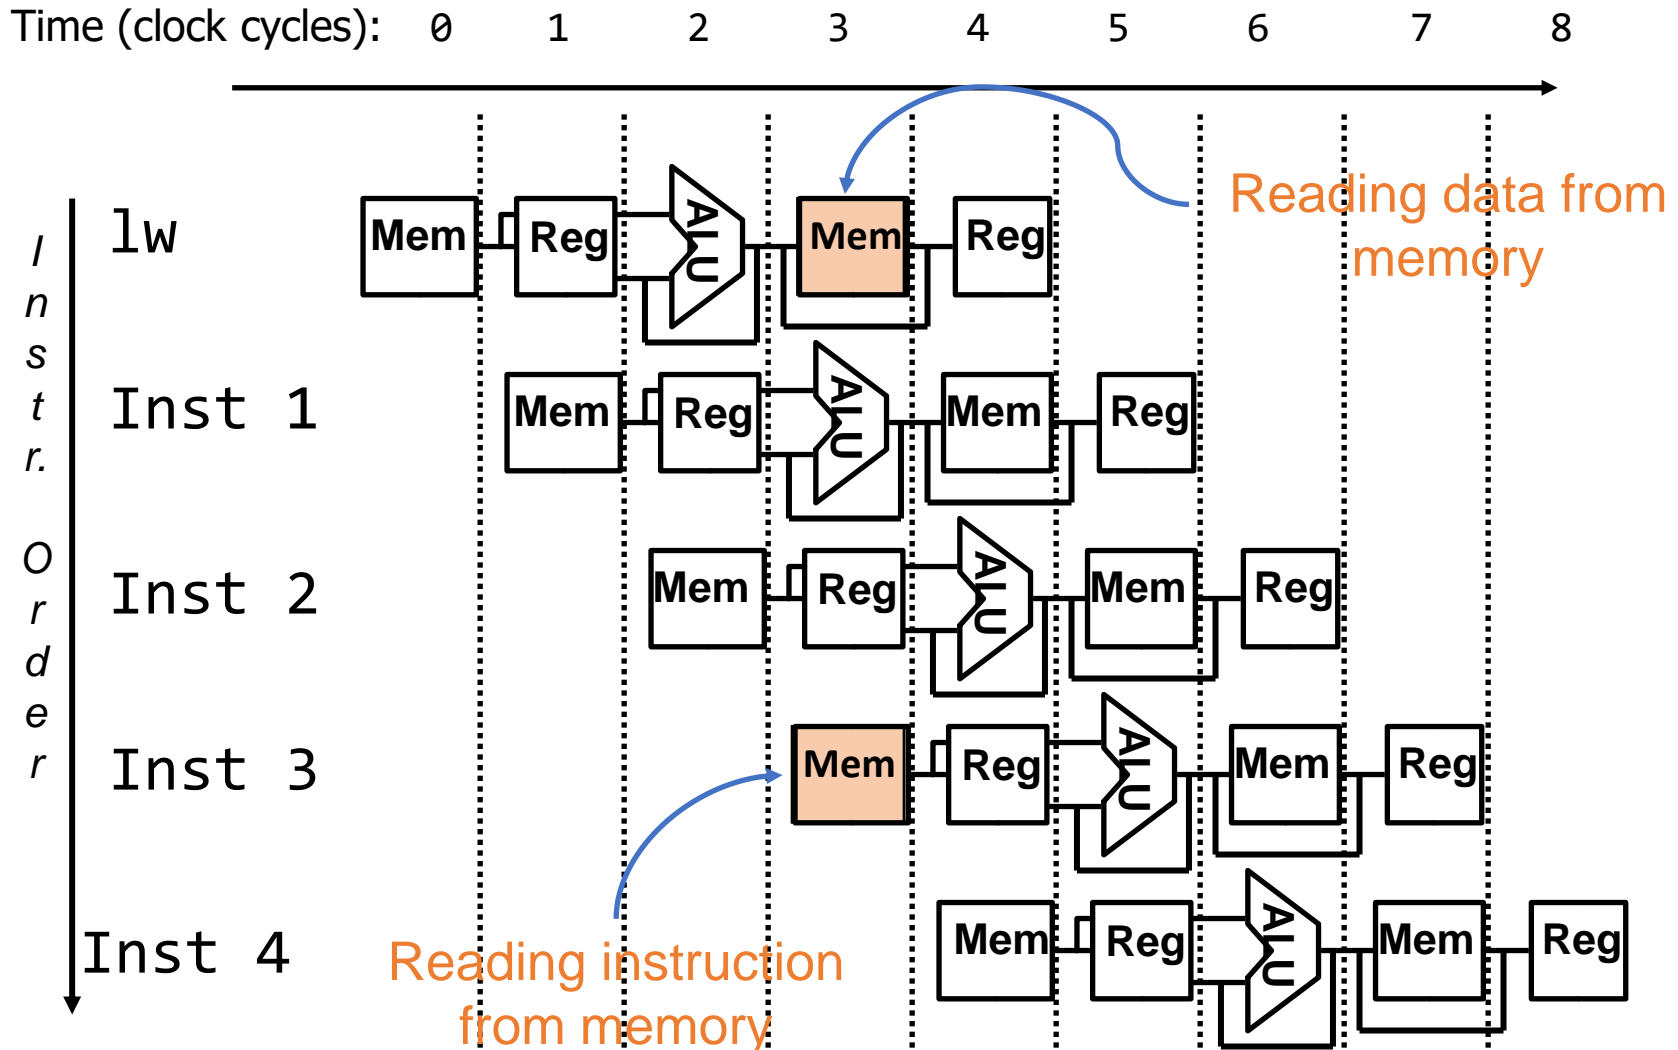 Time (clock cycles): 0 1 2 3 4 5 6 7 8
Instr. Order
Reading data from
memory
lw Mem Reg ALU Mem Reg
Inst 1 Mem Reg ALU Mem Reg
Inst 2 Mem Reg ALU Mem Reg
Inst 3 Mem Reg ALU Mem Reg
Inst 4 Mem Reg ALU Mem Reg
Reading instruction
from memory